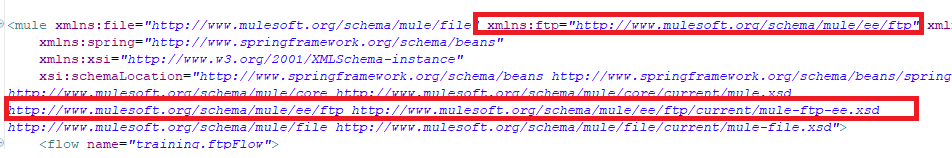 <mule xmlns:file="http://www.mulesoft.org/schema/mule/file" xmlns:ftp="http://www.mulesoft.org/schema/mule/ee/ftp" xml
xmlns:spring="http://www.springframework.org/schema/beans"
xmlns:xsi="http://www.w3.org/2001/XMLSchema-instance"
xsi:schemaLocation="http://www.springframework.org/schema/beans http://www.springframework.org/schema/beans/spring
http://www.mulesoft.org/schema/mule/core http://www.mulesoft.org/schema/mule/core/current/mule.xsd
http://www.mulesoft.org/schema/mule/ee/ftp http://www.mulesoft.org/schema/mule/ee/ftp/current/mule-ftp-ee.xsd
http://www.mulesoft.org/schema/mule/file http://www.mulesoft.org/schema/mule/file/current/mule-file.xsd">
<flow name="training.ftpFlow">